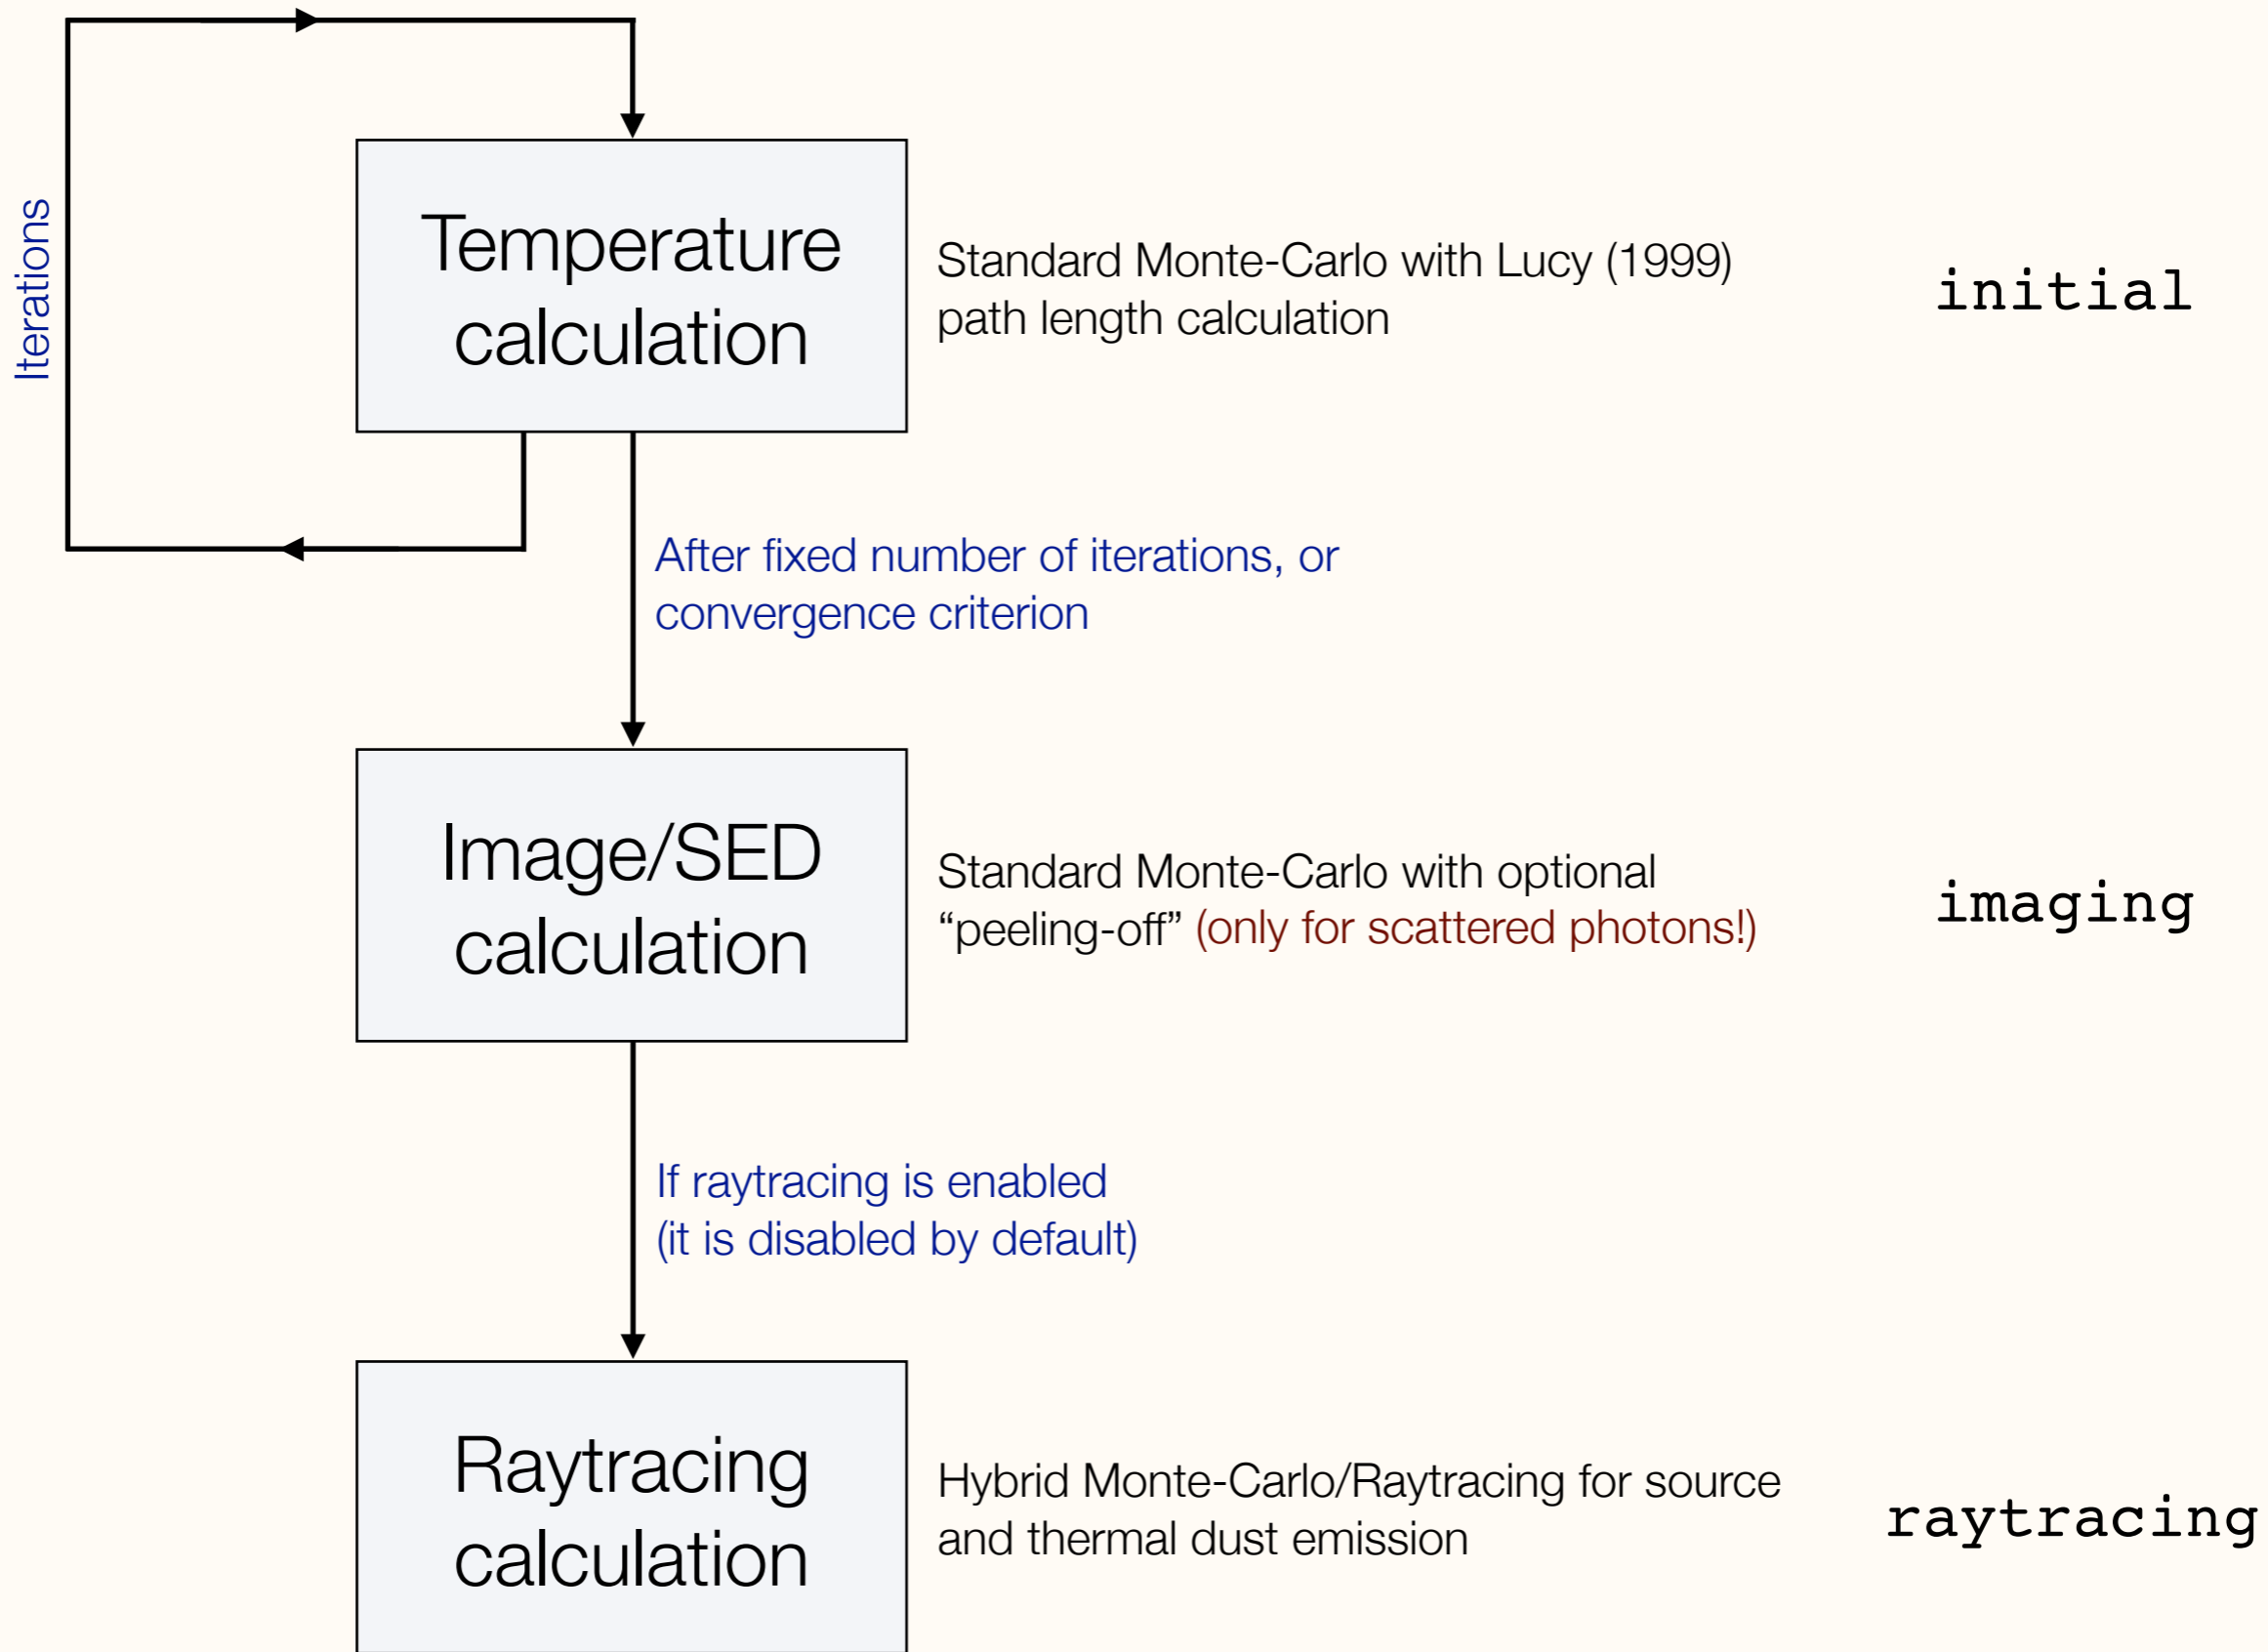 Iterations
Temperature
calculation
Standard Monte-Carlo with Lucy (1999)
path length calculation
initial
After fixed number of iterations, or
convergence criterion
Image/SED
calculation
Standard Monte-Carlo with optional
“peeling-off” (only for scattered photons!)
imaging
If raytracing is enabled
(it is disabled by default)
Raytracing
calculation
Hybrid Monte-Carlo/Raytracing for source
and thermal dust emission
raytracing